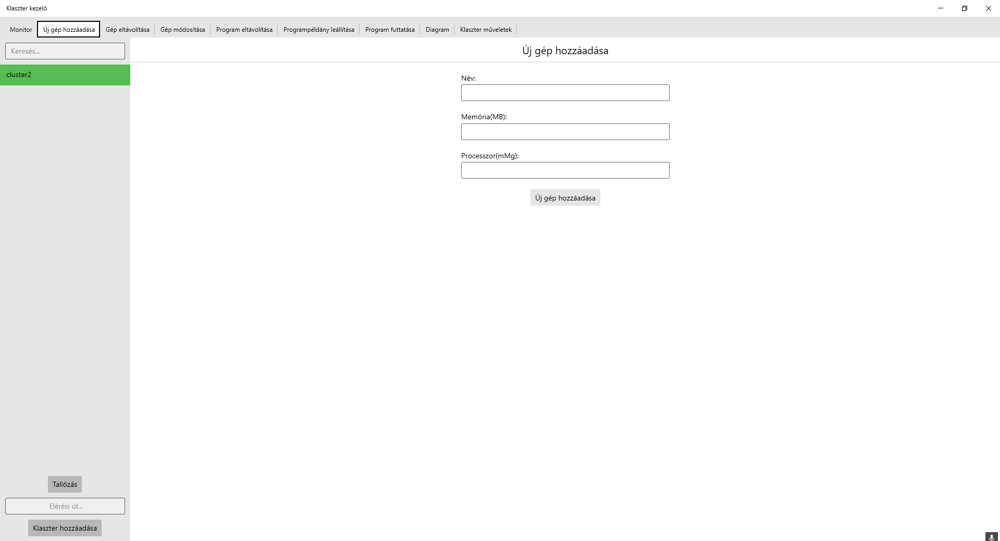 Klaszter kezelő
Monitor
Új gép hozzáadása
Gép eltávolítása
Gép módosítása
Program eltávolítása
Programpéldány leállítása
Program futtatása
Diagram
Klaszter műveletek
Keresés...
cluster2
Új gép hozzáadása
Név:
Memória(MB):
Processzor(mMg):
Új gép hozzáadása
Tallózás
Elérési út...
Klaszter hozzáadása